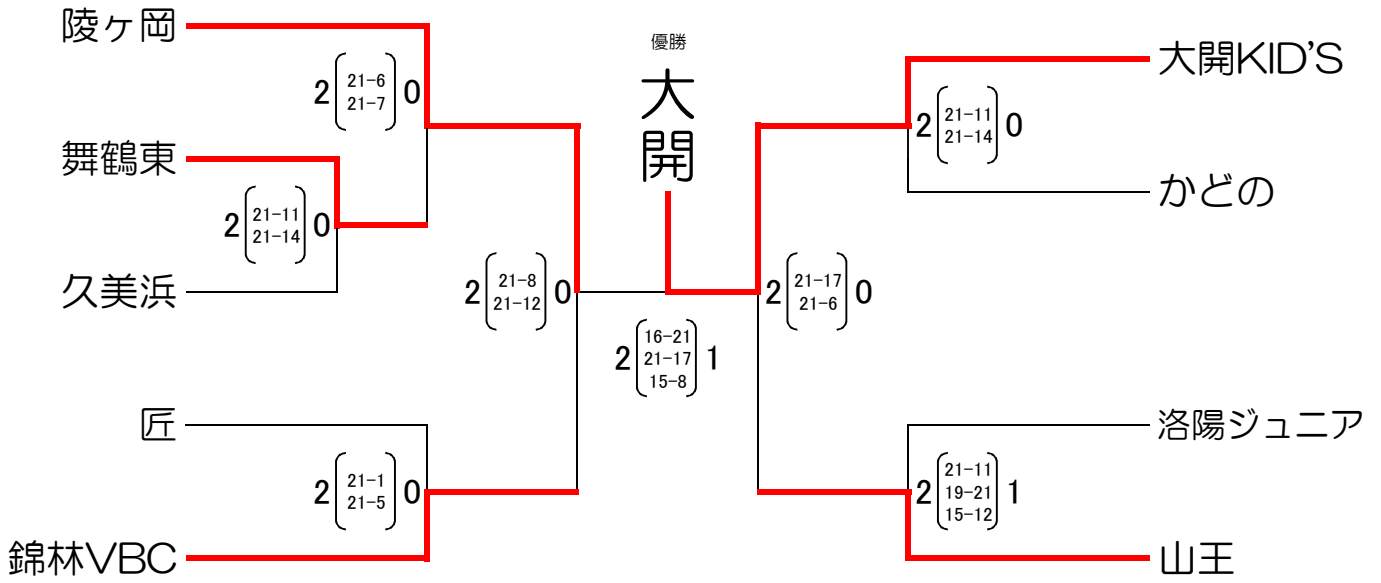 陵ヶ岡
2 21-6 0
21-7
舞鶴東
2 21-11 0
21-14
久美浜
2 21-8 0
21-12
匠
2 21-1 0
21-5
錦林VBC
優勝
大
開
2 16-21 1
21-17
15-8
大開KID'S
2 21-11 0
21-14
かどの
2 21-17 0
21-6
洛陽ジュニア
2 21-11 1
19-21
15-12
山王